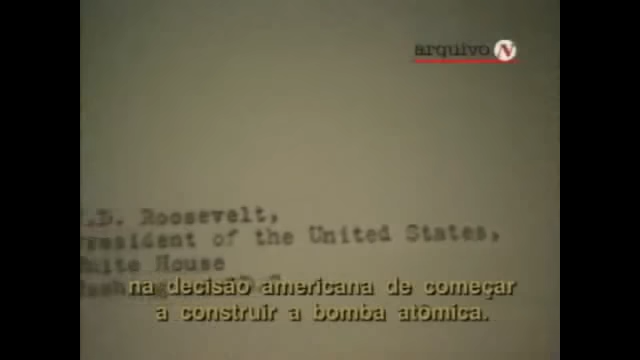 arquivo N
.D. Roosevelt,
President of the United States,
White House
na decisão americana de começar
a construir a bomba atômica.